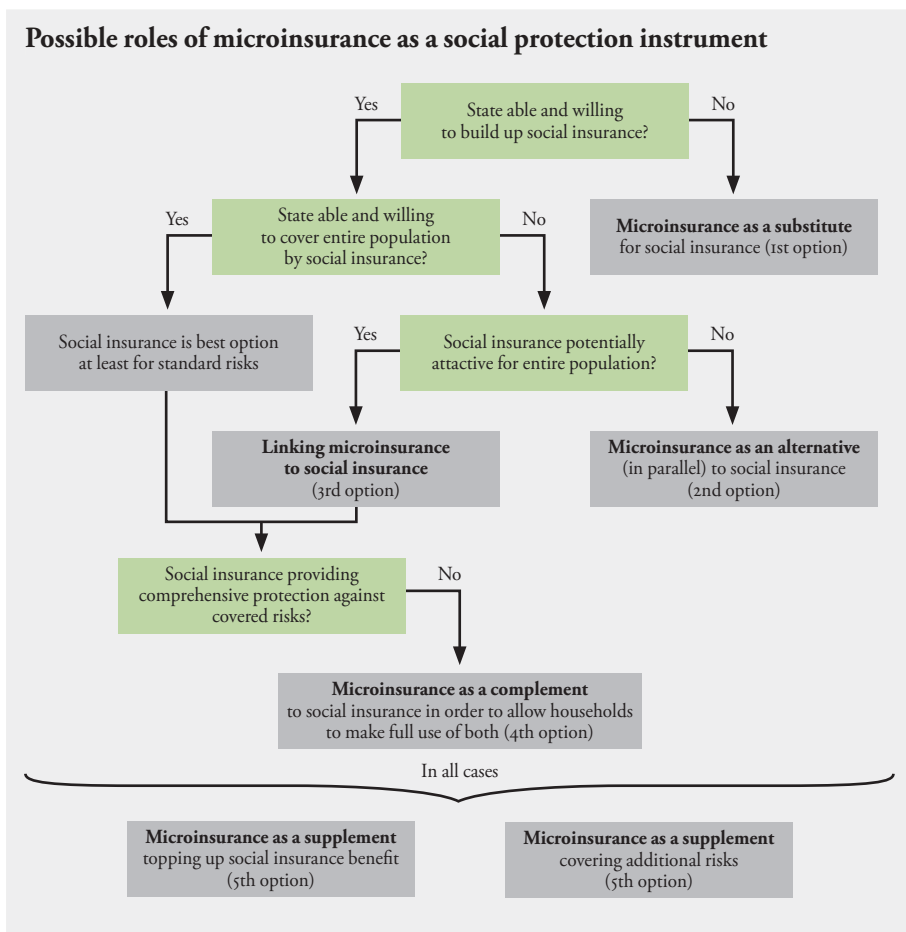 Possible roles of microinsurance as a social protection instrument
Yes
State able and willing
to build up social insurance?
No
Yes
State able and willing
to cover entire population
by social insurance?
No
Microinsurance as a substitute
for social insurance (1st option)
Social insurance is best option
at least for standard risks
Yes
Social insurance potentially
attactive for entire population?
No
Linking microinsurance
to social insurance
(3rd option)
Microinsurance as an alternative
(in parallel) to social insurance
(2nd option)
Social insurance providing
comprehensive protection against
covered risks?
No
Microinsurance as a complement
to social insurance in order to allow households
to make full use of both (4th option)
In all cases
Microinsurance as a supplement
topping up social insurance benefit
(5th option)
Microinsurance as a supplement
covering additional risks
(5th option)